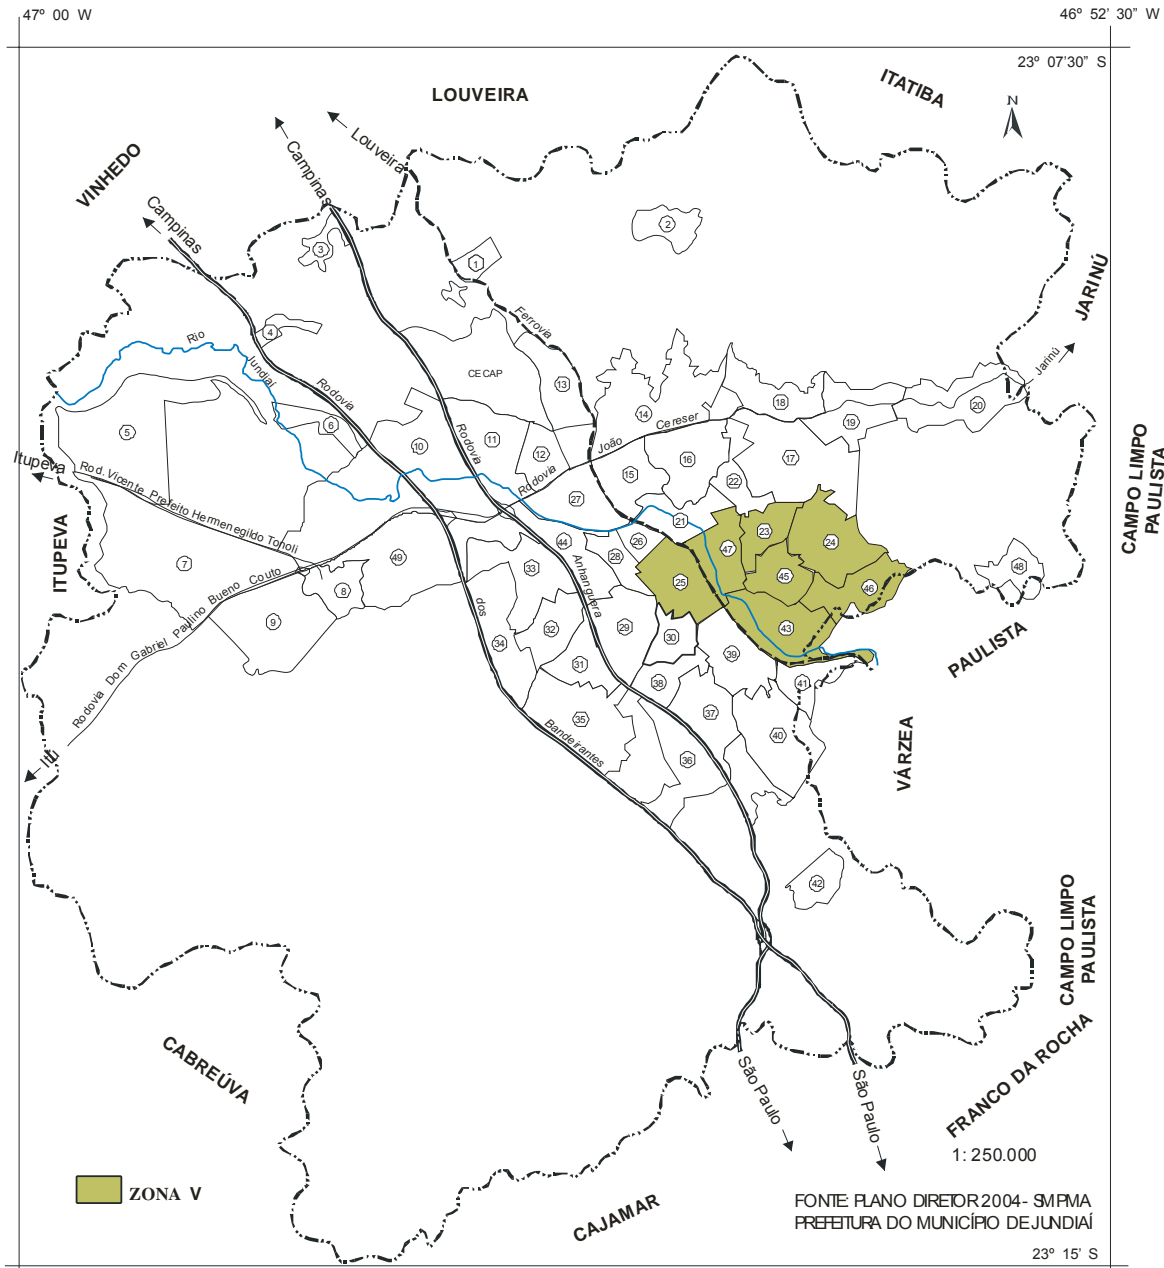 47º 00 W
46º 52' 30" W
23º 07'30" S
LOUVEIRA
ITATIBA
N
Louveira
Campinas
VINHEDO
Campinas
2
3
1
JARINÚ
Ferrovia
4
Rio
Jundiaí
Rodovia
CECAP
Jarinú
13
18
20
14
19
João
Cereser
5
6
10
11
Rodovia
12
16
17
CAMPO LIMPO
PAULISTA
Itupeva
Rod. Vicente Prefeito Hermenegildo Tonoli
15
22
Rodovia
27
21
23
24
ITUPEVA
7
49
44
28
26
47
45
48
33
Anhanguera
25
46
8
Rodovia Dom Gabriel Paulino Bueno Couto
9
dos
34
32
29
30
43
PAULISTA
31
39
38
41
35
37
40
Bandeirantes
36
VÁRZEA
Itu
42
CAMPO LIMPO
PAULISTA
CABREÚVA
São Paulo
São Paulo
FRANCO DA ROCHA
1: 250.000
ZONA V
CAJAMAR
FONTE: PLANO DIRETOR 2004- SMPMA
PREFEITURA DO MUNICÍPIO DE JUNDIAÍ
23º 15' S